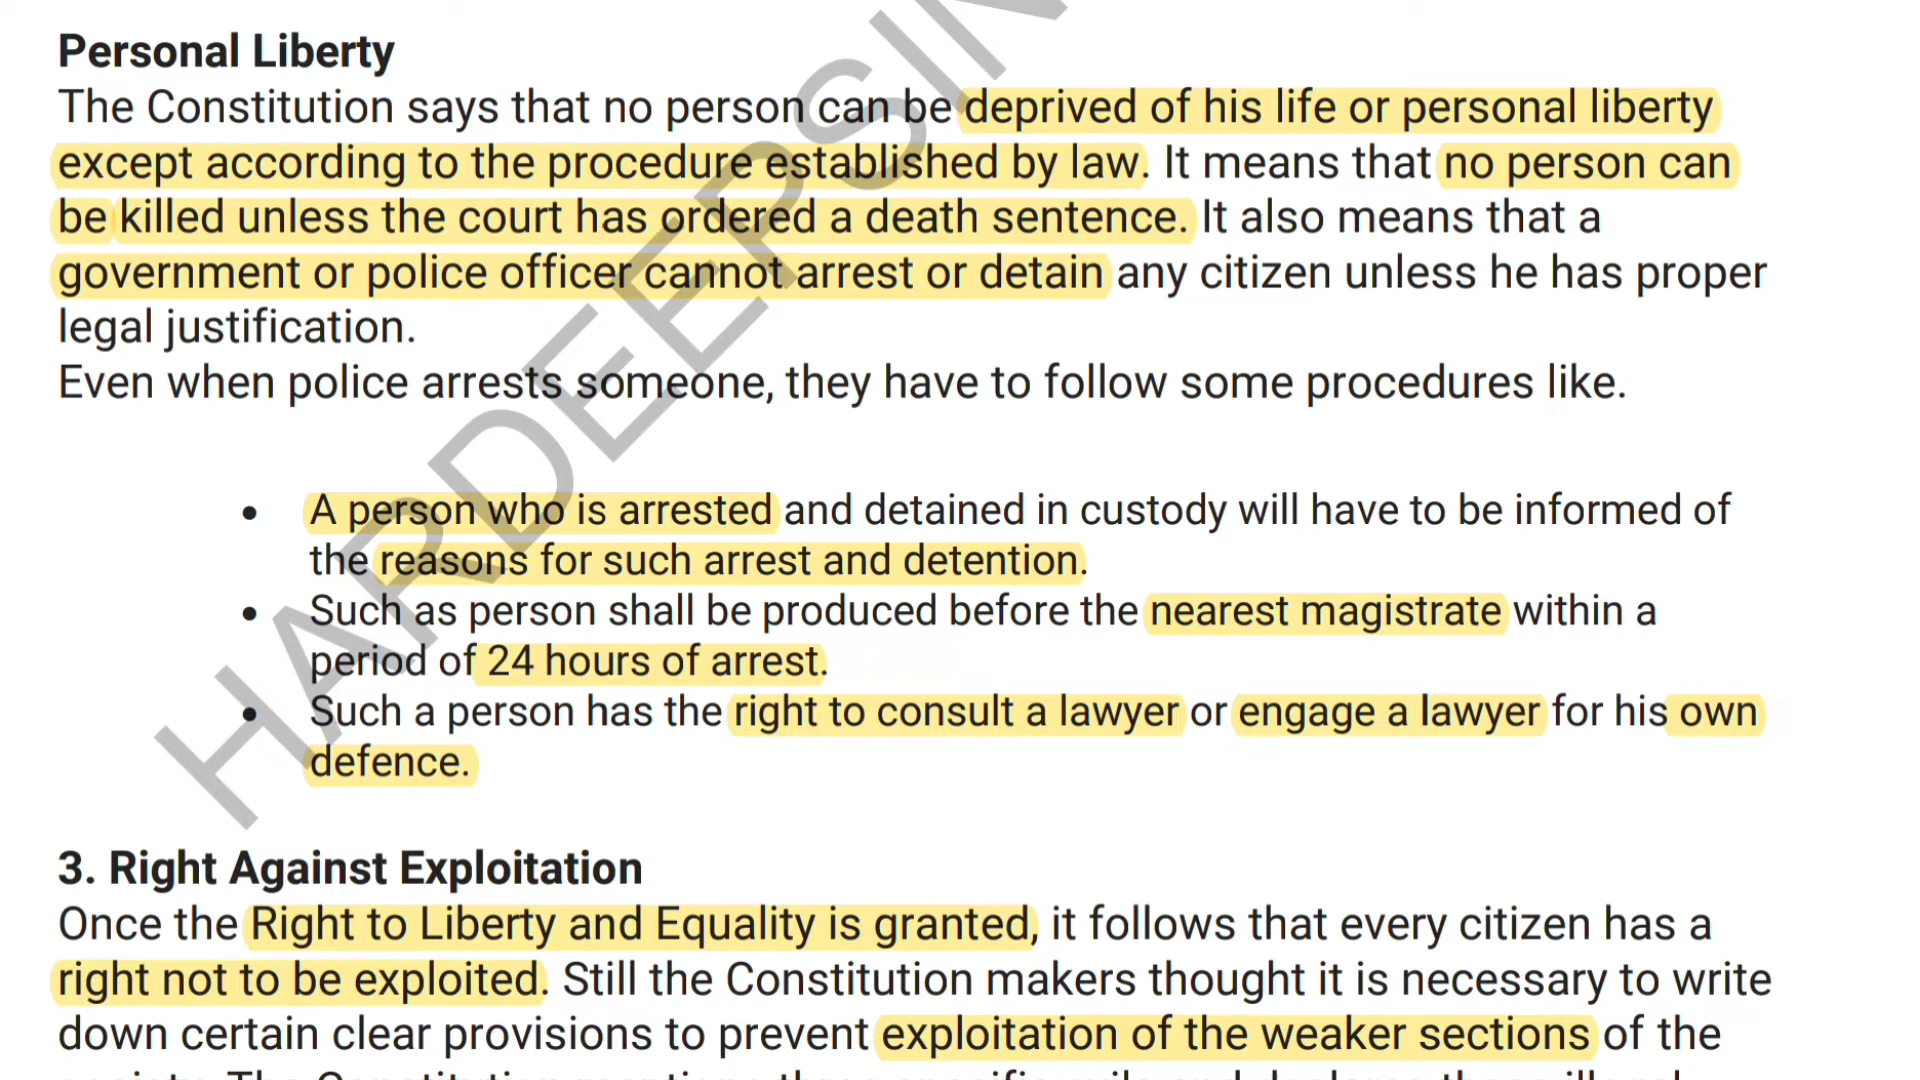 Personal Liberty
The Constitution says that no person can be deprived of his life or personal liberty
except according to the procedure established by law. It means that no person can
be killed unless the court has ordered a death sentence. It also means that a
government or police officer cannot arrest or detain any citizen unless he has proper
legal justification.
Even when police arrests someone, they have to follow some procedures like.
• A person who is arrested and detained in custody will have to be informed of
the reasons for such arrest and detention.
• Such as person shall be produced before the nearest magistrate within a
period of 24 hours of arrest.
• Such a person has the right to consult a lawyer or engage a lawyer for his own
defence.
3. Right Against Exploitation
Once the Right to Liberty and Equality is granted, it follows that every citizen has a
right not to be exploited. Still the Constitution makers thought it is necessary to write
down certain clear provisions to prevent exploitation of the weaker sections of the
HARDEEPSIN